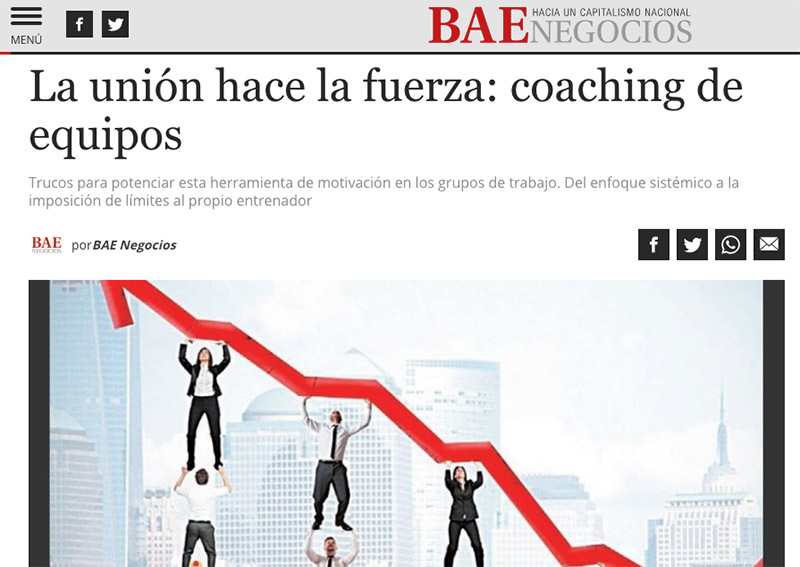 MENÚ
HACIA UN CAPITALISMO NACIONAL
BAE NEGOCIOS
La unión hace la fuerza: coaching de
equipos
Trucos para potenciar esta herramienta de motivación en los grupos de trabajo. Del enfoque sistémico a la
imposición de límites al propio entrenador
BAE
NEGOCIOS
por BAE Negocios